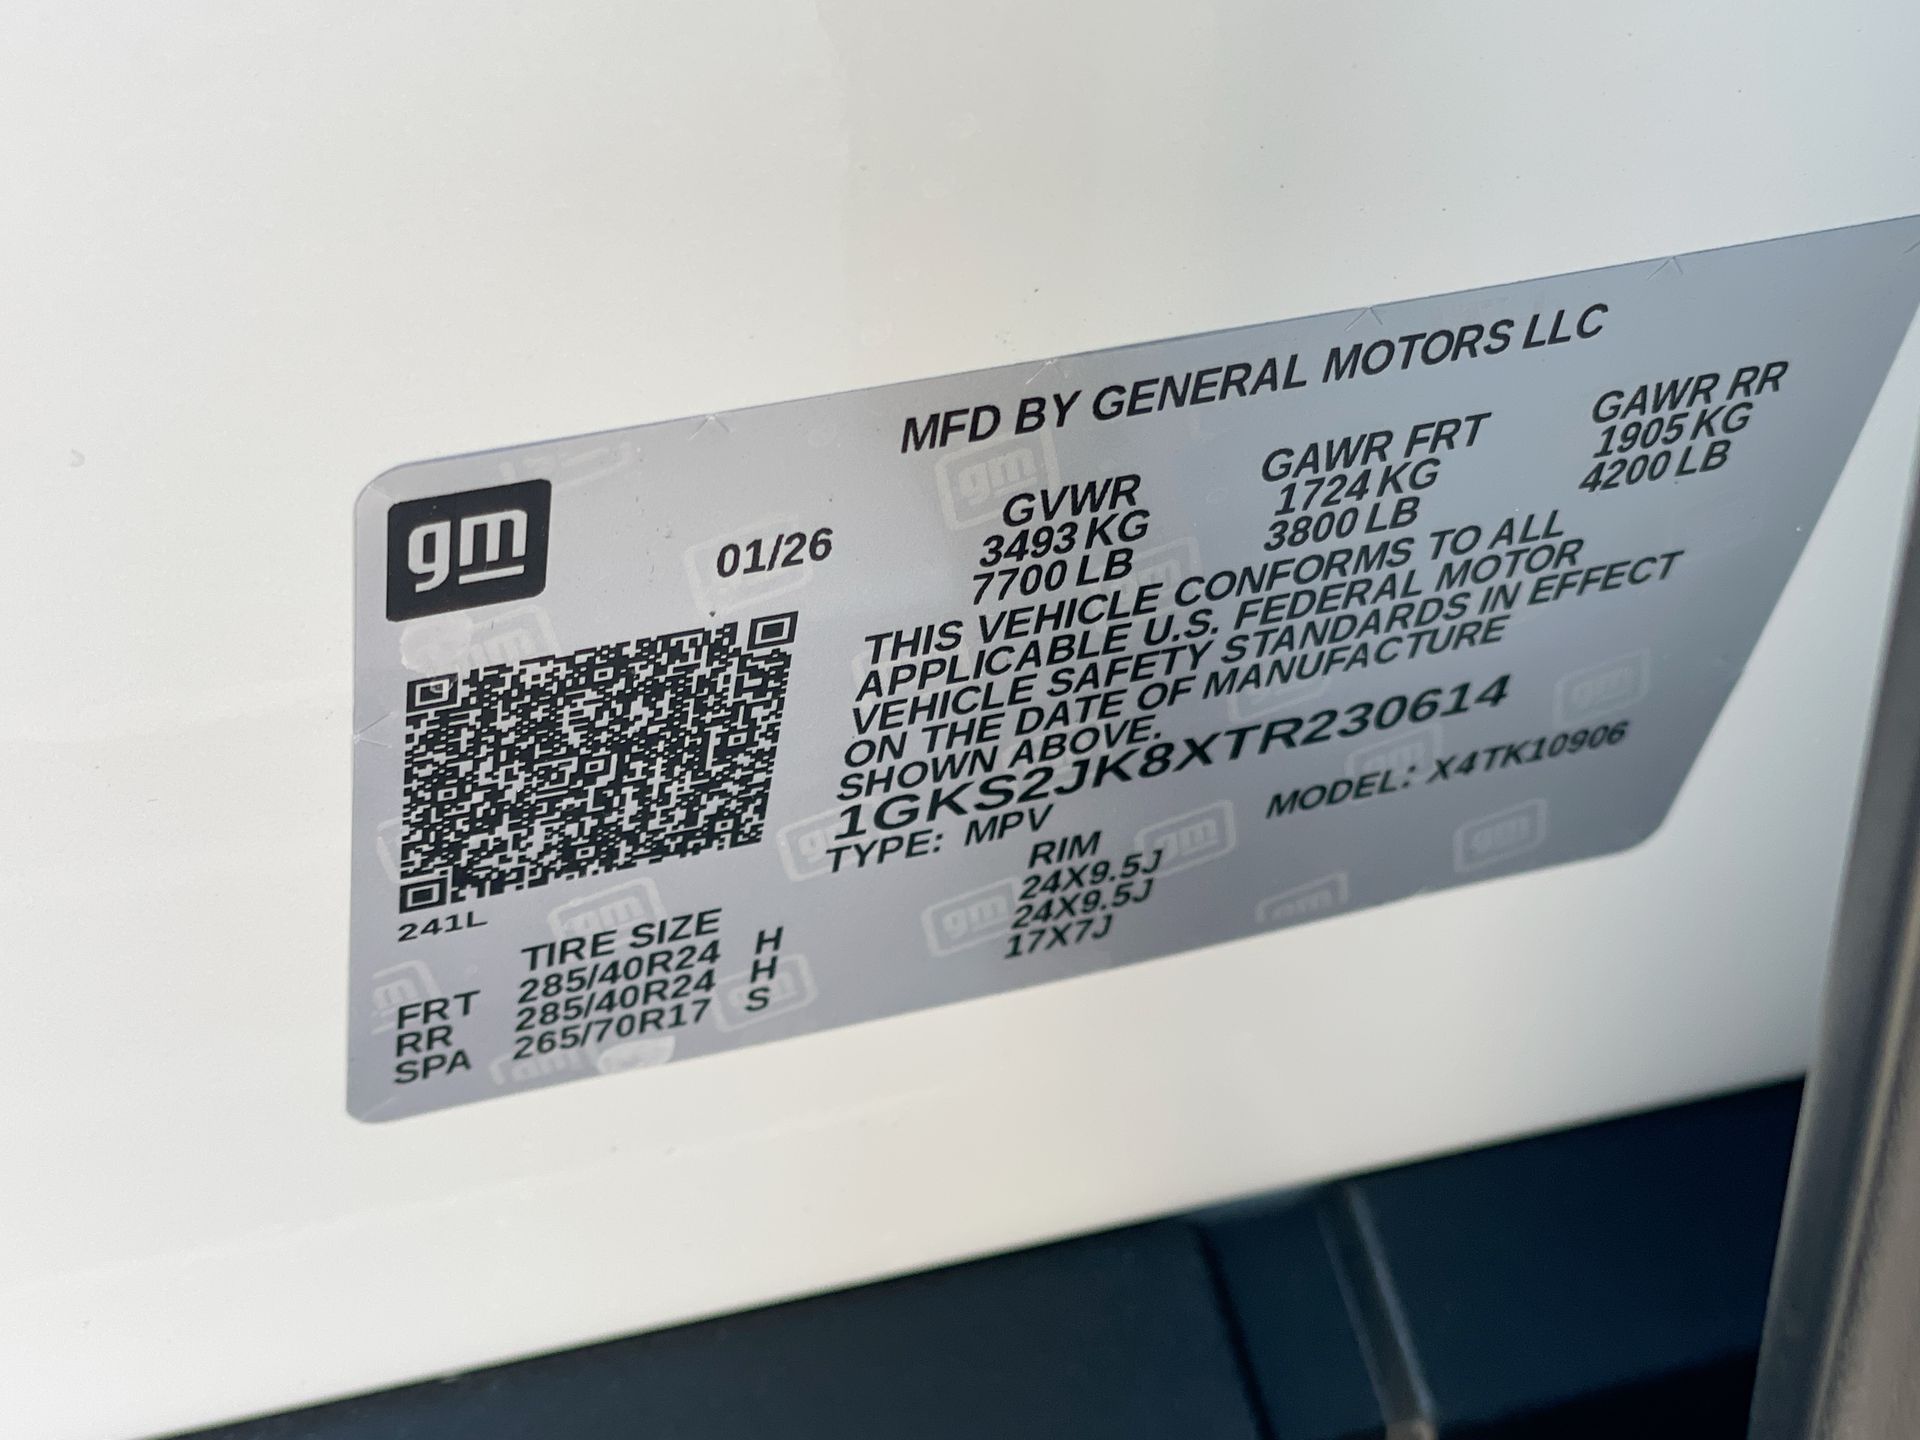 MFD BY GENERAL MOTORS LLC
gm
01/26
GVWR GAWR FRT GAWR RR
3493 KG 1724 KG 1905 KG
7700 LB 3800 LB 4200 LB
THIS VEHICLE CONFORMS TO ALL
APPLICABLE U.S. FEDERAL MOTOR
VEHICLE SAFETY STANDARDS IN EFFECT
ON THE DATE OF MANUFACTURE
SHOWN ABOVE.
1GKS2JK8XTR230614
TYPE: MPV MODEL: X4TK10906
241L
TIRE SIZE RIM
FRT 285/40R24 H 24X9.5J
RR 285/40R24 H 24X9.5J
SPA 265/70R17 S 17X7J